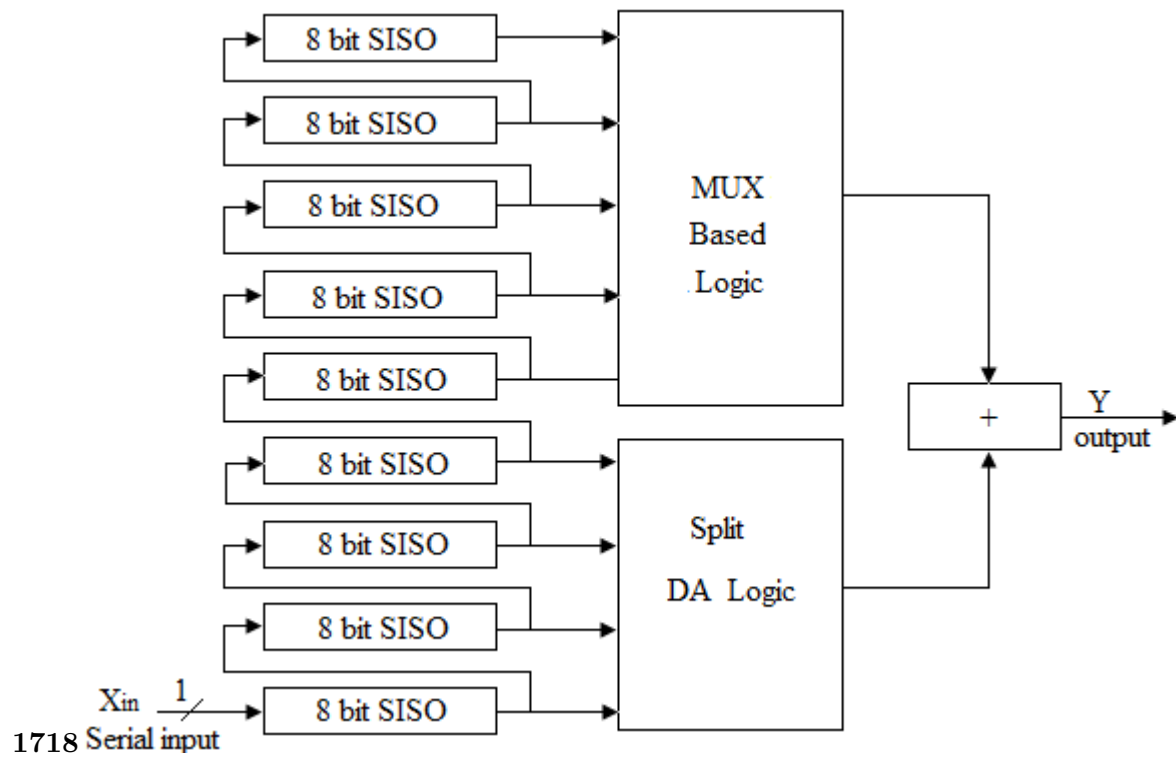 8 bit SISO
8 bit SISO
8 bit SISO
8 bit SISO
8 bit SISO
8 bit SISO
8 bit SISO
8 bit SISO
8 bit SISO
MUX
Based
Logic
Split
DA Logic
+
Y
output
Xin
1
Serial input
1718